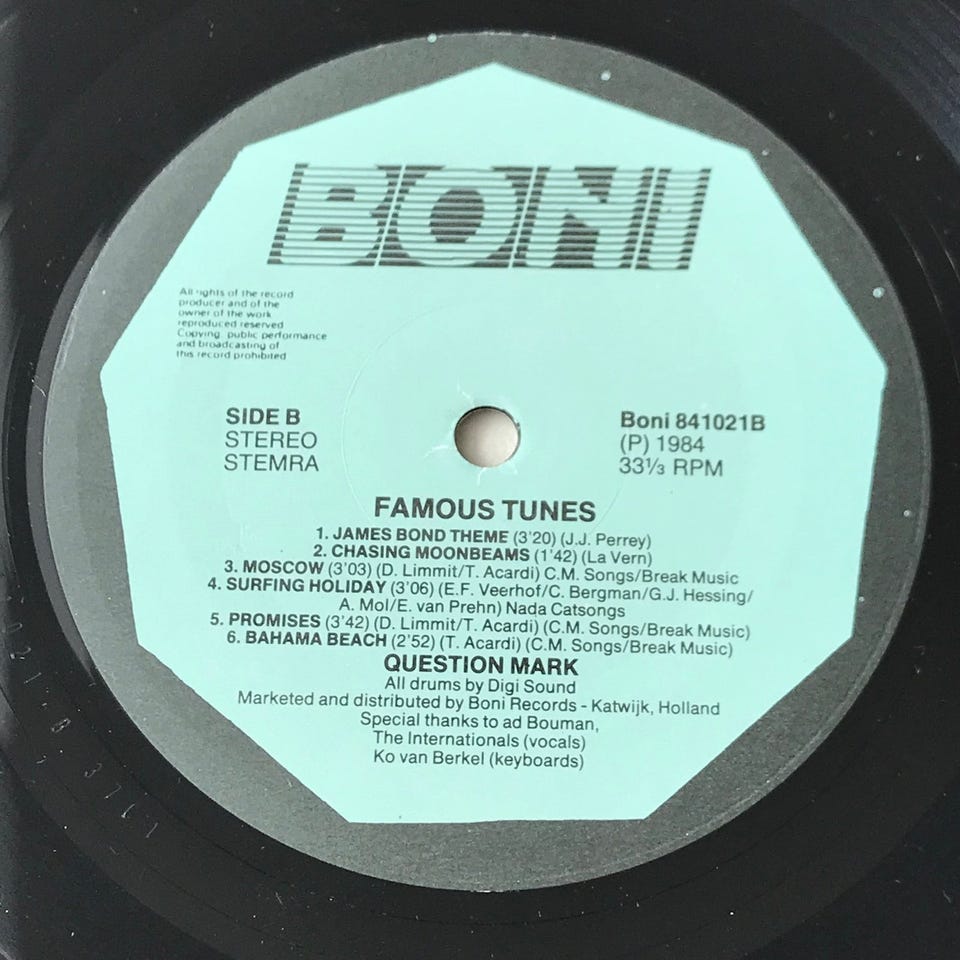 BONI
All rights of the record
producer and of the
owner of the work
reproduced reserved
Copying, public performance
and broadcasting of
this record prohibited
SIDE B
STEREO
STEMRA
Boni 841021B
(P) 1984
33⅓ RPM
FAMOUS TUNES
1. JAMES BOND THEME (3'20) (J.J. Perrey)
2. CHASING MOONBEAMS (1'42) (La Vern)
3. MOSCOW (3'03) (D. Limmit/T. Acardi) C.M. Songs/Break Music
4. SURFING HOLIDAY (3'06) (E.F. Veerhof/C. Bergman/G.J. Hessing/
A. Mol/E. van Prehn) Nada Catsongs
5. PROMISES (3'42) (D. Limmit/T. Acardi) (C.M. Songs/Break Music)
6. BAHAMA BEACH (2'52) (T. Acardi) (C.M. Songs/Break Music)
QUESTION MARK
All drums by Digi Sound
Marketed and distributed by Boni Records - Katwijk, Holland
Special thanks to ad Bouman,
The Internationals (vocals)
Ko van Berkel (keyboards)